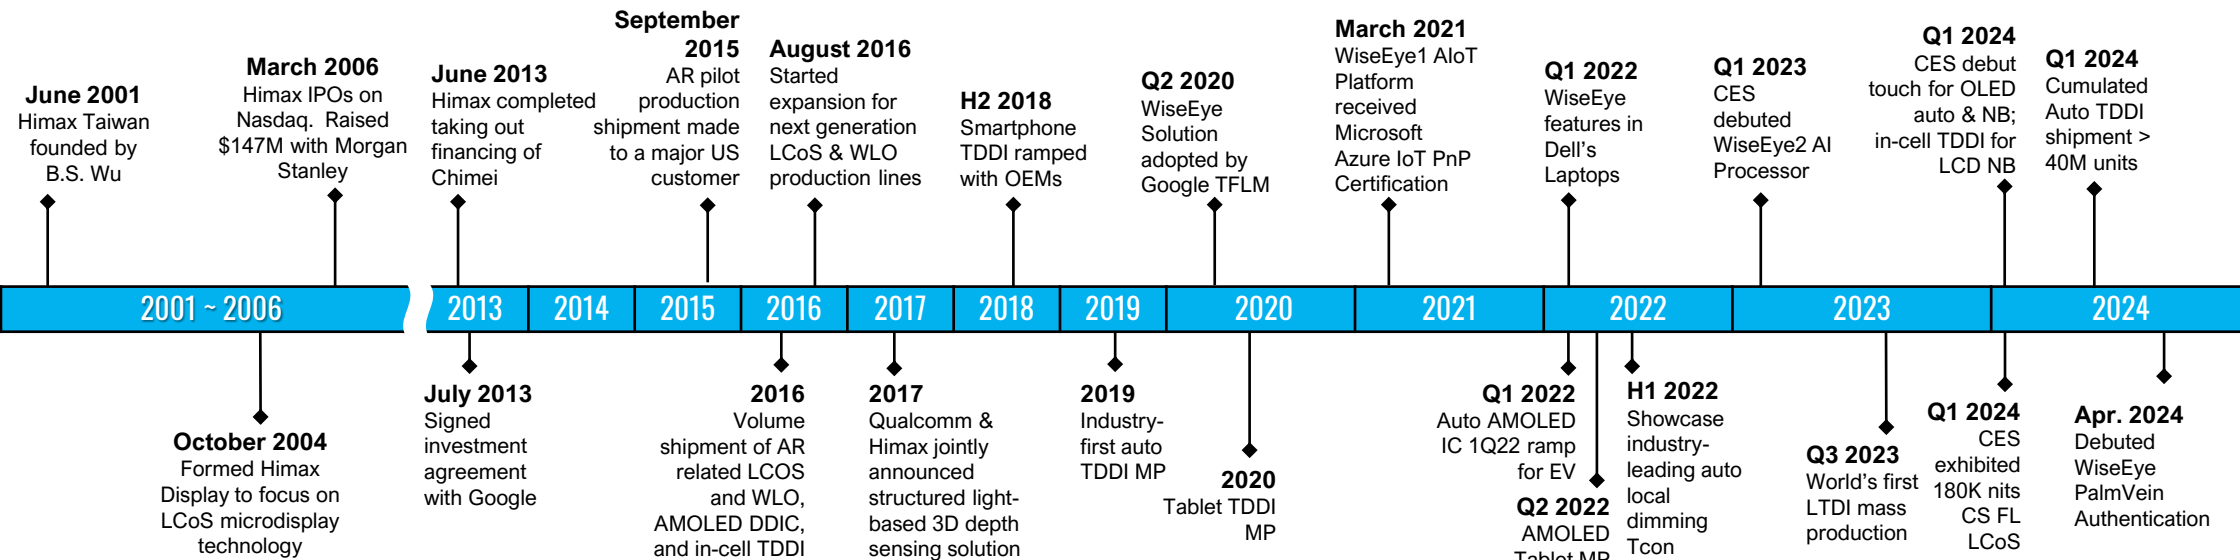 June 2001
Himax Taiwan
founded by
B.S. Wu
March 2006
Himax IPOs on
Nasdaq. Raised
$147M with Morgan
Stanley
June 2013
Himax completed
taking out
financing of
Chimei
September
2015
AR pilot
production
shipment made
to a major US
customer
August 2016
Started
expansion for
next generation
LCoS & WLO
production lines
H2 2018
Smartphone
TDDI ramped
with OEMs
Q2 2020
WiseEye
Solution
adopted by
Google TFLM
March 2021
WiseEye1 AIoT
Platform
received
Microsoft
Azure IoT PnP
Certification
Q1 2022
WiseEye
features in
Dell's
Laptops
Q1 2023
CES
debuted
WiseEye2 AI
Processor
Q1 2024
CES debut
touch for OLED
auto & NB;
in-cell TDDI for
LCD NB
Q1 2024
Cumulated
Auto TDDI
shipment >
40M units
2001 ~ 2006
2013
2014
2015
2016
2017
2018
2019
2020
2021
2022
2023
2024
October 2004
Formed Himax
Display to focus on
LCoS microdisplay
technology
July 2013
Signed
investment
agreement
with Google
2016
Volume
shipment of AR
related LCOS
and WLO,
AMOLED DDIC,
and in-cell TDDI
2017
Qualcomm &
Himax jointly
announced
structured light-
based 3D depth
sensing solution
2019
Industry-
first auto
TDDI MP
2020
Tablet TDDI
MP
Q1 2022
Auto AMOLED
IC 1Q22 ramp
for EV
Q2 2022
AMOLED
Tablet MP
H1 2022
Showcase
industry-
leading auto
local
dimming
Tcon
Q3 2023
World's first
LTDI mass
production
Q1 2024
CES
exhibited
180K nits
CS FL
LCoS
Apr. 2024
Debuted
WiseEye
PalmVein
Authentication